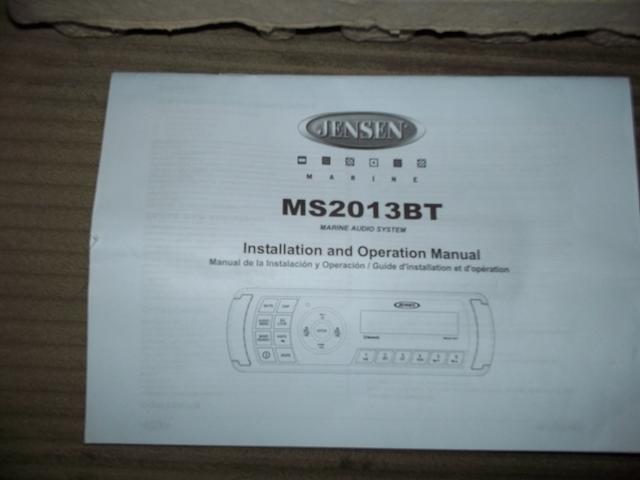 JENSEN
MARINE
MS2013BT
MARINE AUDIO SYSTEM
Installation and Operation Manual
Manual de la Instalación y Operación / Guide d'installation et d'opération
JENSEN